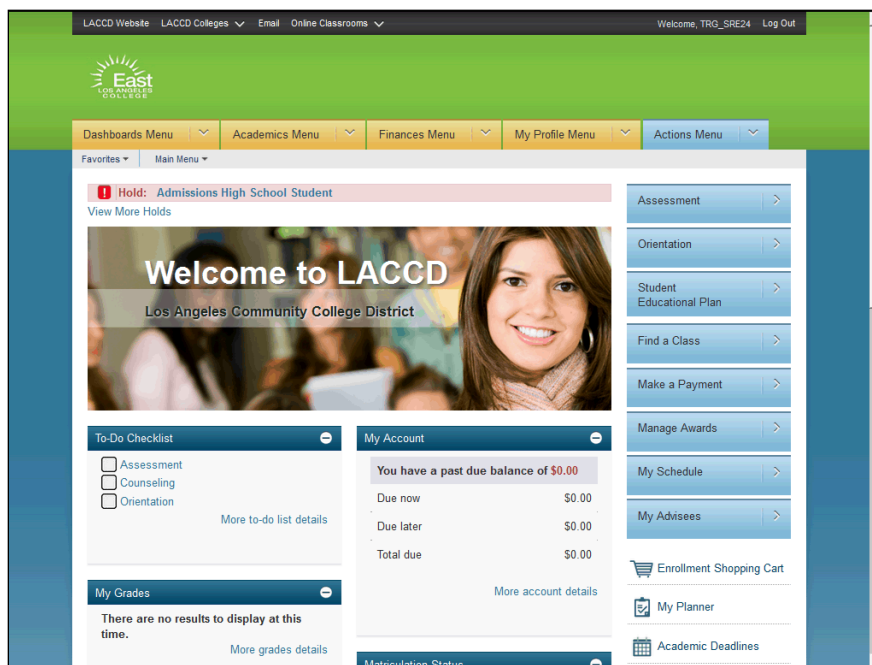 LACCD Website LACCD Colleges Email Online Classrooms Welcome, TRG_SRE24 Log Out
East
LOS ANGELES
COLLEGE
Dashboards Menu Academics Menu Finances Menu My Profile Menu Actions Menu
Favorites Main Menu
! Hold: Admissions High School Student
View More Holds
Welcome to LACCD
Los Angeles Community College District
To-Do Checklist
Assessment
Counseling
Orientation
More to-do list details
My Grades
There are no results to display at this
time.
More grades details
My Account
You have a past due balance of $0.00
Due now $0.00
Due later $0.00
Total due $0.00
More account details
Matriculation Status
Assessment
Orientation
Student
Educational Plan
Find a Class
Make a Payment
Manage Awards
My Schedule
My Advisees
Enrollment Shopping Cart
My Planner
Academic Deadlines